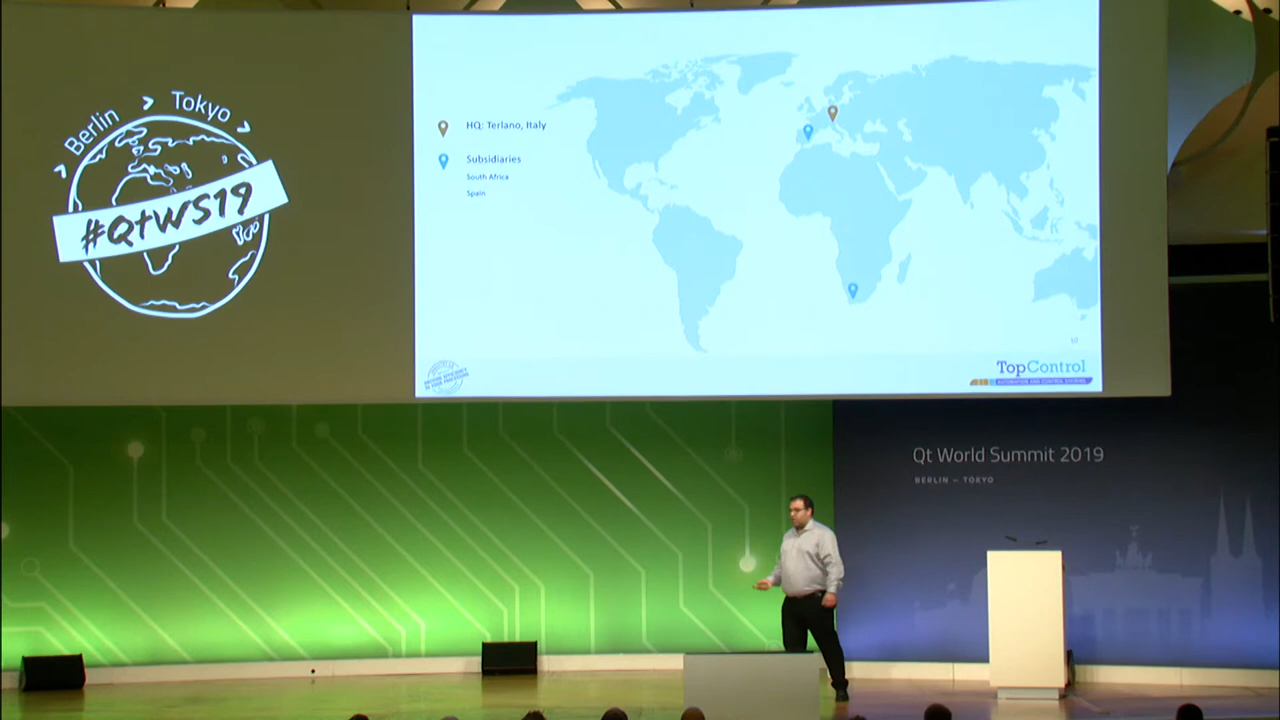 Berlin > Tokyo >
#QtWS19
HQ: Terlano, Italy
Subsidiaries
South Africa
Spain
TopControl
AUTOMATION AND CONTROL SYSTEMS
Qt World Summit 2019
BERLIN – TOKYO